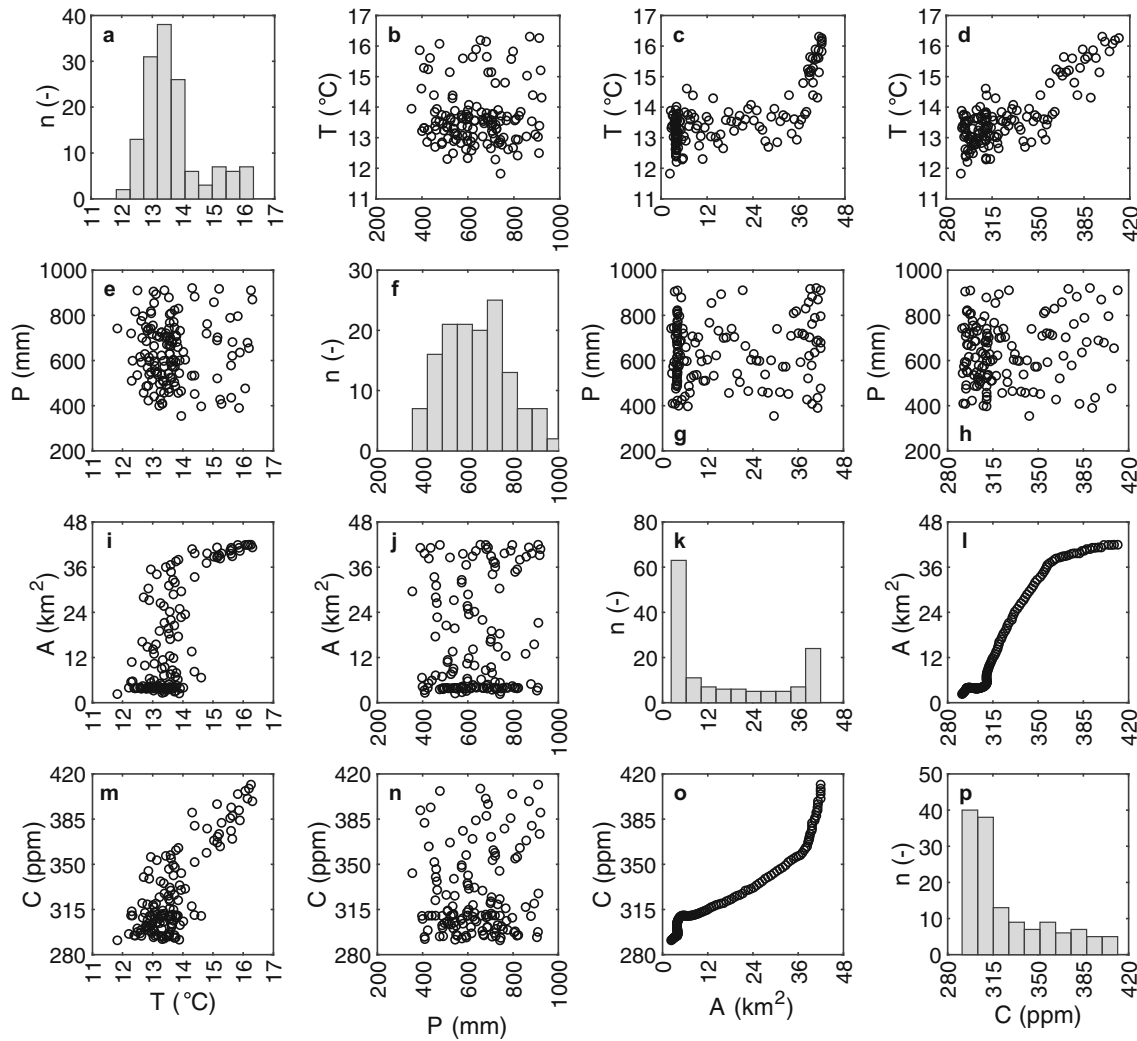 a
n (-)
40
30
20
10
0
11 12 13 14 15 16 17
b
T (°C)
17
16
15
14
13
12
11
200 400 600 800 1000
c
T (°C)
17
16
15
14
13
12
11
0 12 24 36 48
d
T (°C)
17
16
15
14
13
12
11
280 315 350 385 420
e
P (mm)
1000
800
600
400
200
11 12 13 14 15 16 17
f
n (-)
30
20
10
0
200 400 600 800 1000
g
P (mm)
1000
800
600
400
200
0 12 24 36 48
h
P (mm)
1000
800
600
400
200
280 315 350 385 420
i
A (km²)
48
36
24
12
0
11 12 13 14 15 16 17
j
A (km²)
48
36
24
12
0
200 400 600 800 1000
k
n (-)
80
60
40
20
0
0 12 24 36 48
l
A (km²)
48
36
24
12
0
280 315 350 385 420
m
C (ppm)
420
385
350
315
280
11 12 13 14 15 16 17
T (°C)
n
C (ppm)
420
385
350
315
280
200 400 600 800 1000
P (mm)
o
C (ppm)
420
385
350
315
280
0 12 24 36 48
A (km²)
p
n (-)
50
40
30
20
10
0
280 315 350 385 420
C (ppm)